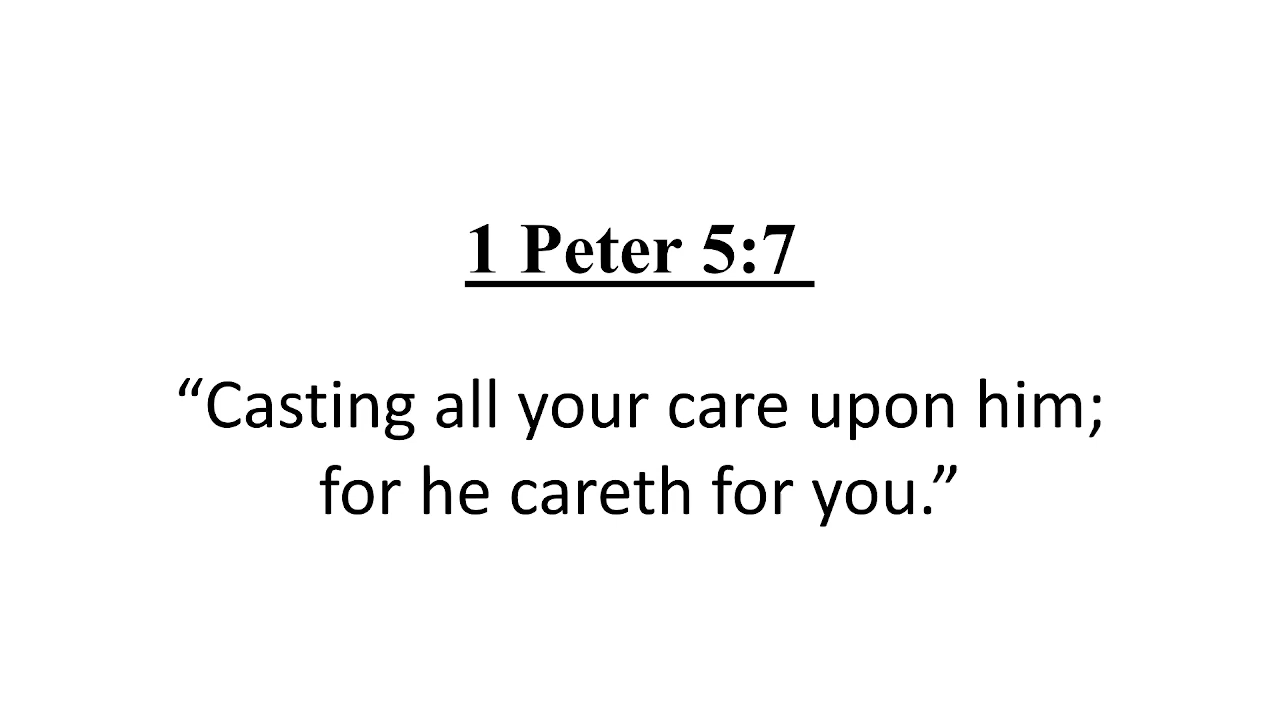 1 Peter 5:7
“Casting all your care upon him;
for he careth for you.”